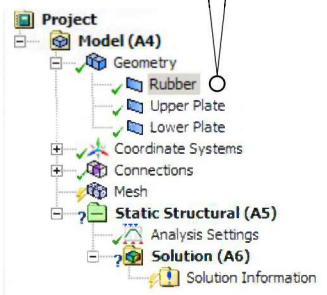 Project
Model (A4)
Geometry
Rubber
Upper Plate
Lower Plate
Coordinate Systems
Connections
Mesh
Static Structural (A5)
Analysis Settings
Solution (A6)
Solution Information